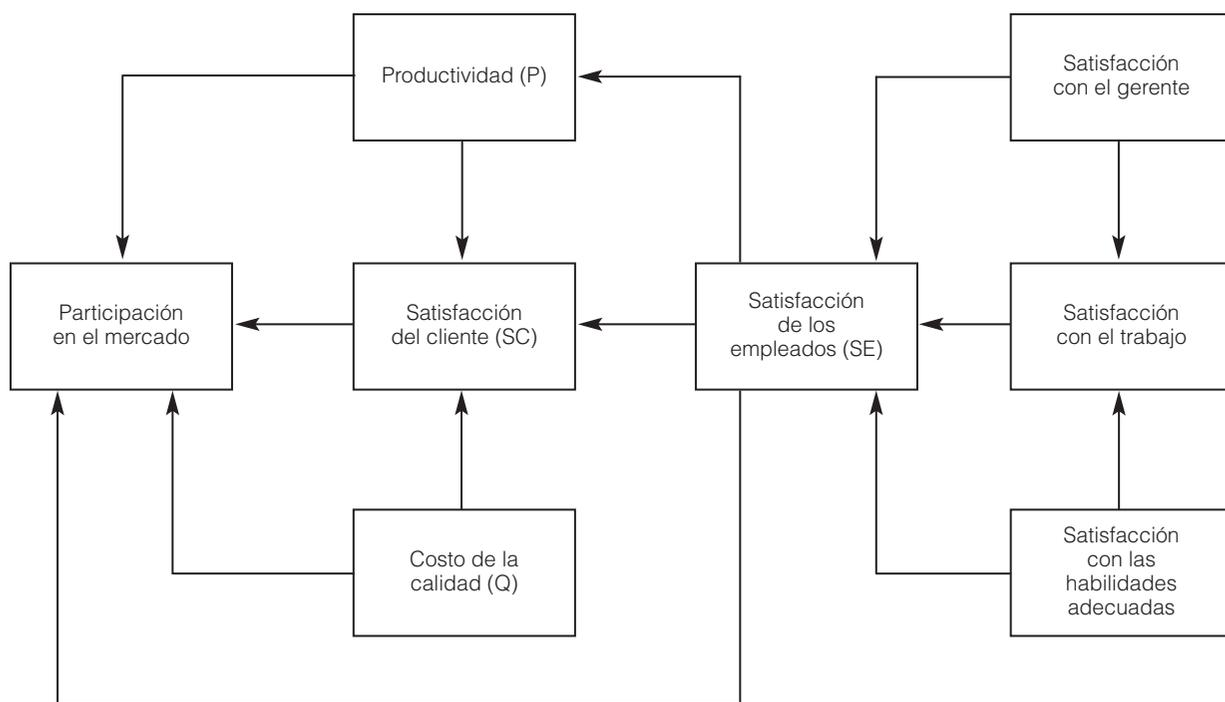 Productividad (P)
Satisfacción
con el gerente
Participación
en el mercado
Satisfacción
del cliente (SC)
Satisfacción
de los
empleados (SE)
Satisfacción
con el trabajo
Costo de la
calidad (Q)
Satisfacción
con las
habilidades
adecuadas